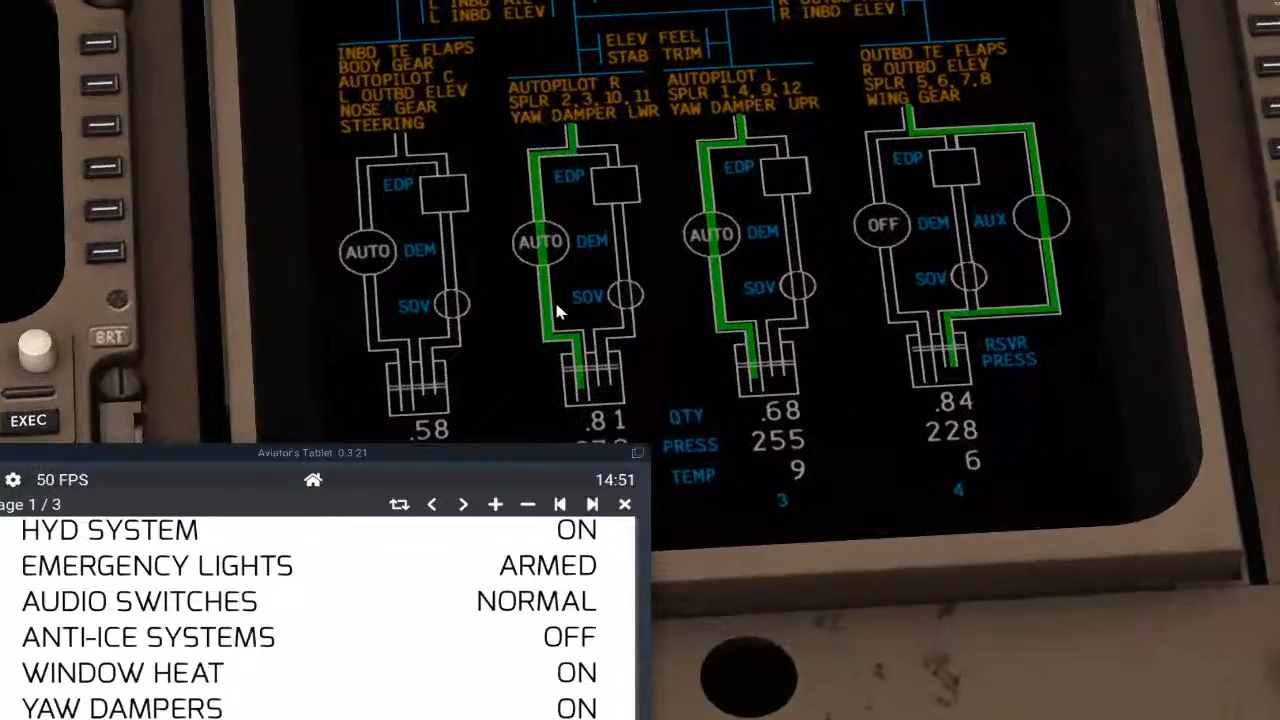 L INBD ELEV
R INBD ELEV
ELEV FEEL
STAB TRIM
INBD TE FLAPS
BODY GEAR
AUTOPILOT C
L OUTBD ELEV
NOSE GEAR
STEERING
AUTOPILOT R
SPLR 2,3,10,11
YAW DAMPER LWR
AUTOPILOT L
SPLR 1,4,9,12
YAW DAMPER UPR
OUTBD TE FLAPS
R OUTBD ELEV
SPLR 5,6,7,8
WING GEAR
EDP
EDP
EDP
EDP
AUTO
DEM
AUTO
DEM
AUTO
DEM
OFF
DEM
AUX
SOV
SOV
SOV
SOV
RSVR
PRESS
.58
.81
QTY
.68
.84
PRESS
255
228
TEMP
9
6
3
4
BRT
EXEC
Aviator's Tablet 0.3 21
50 FPS
14:51
age 1 / 3
HYD SYSTEM ON
EMERGENCY LIGHTS ARMED
AUDIO SWITCHES NORMAL
ANTI-ICE SYSTEMS OFF
WINDOW HEAT ON
YAW DAMPERS ON